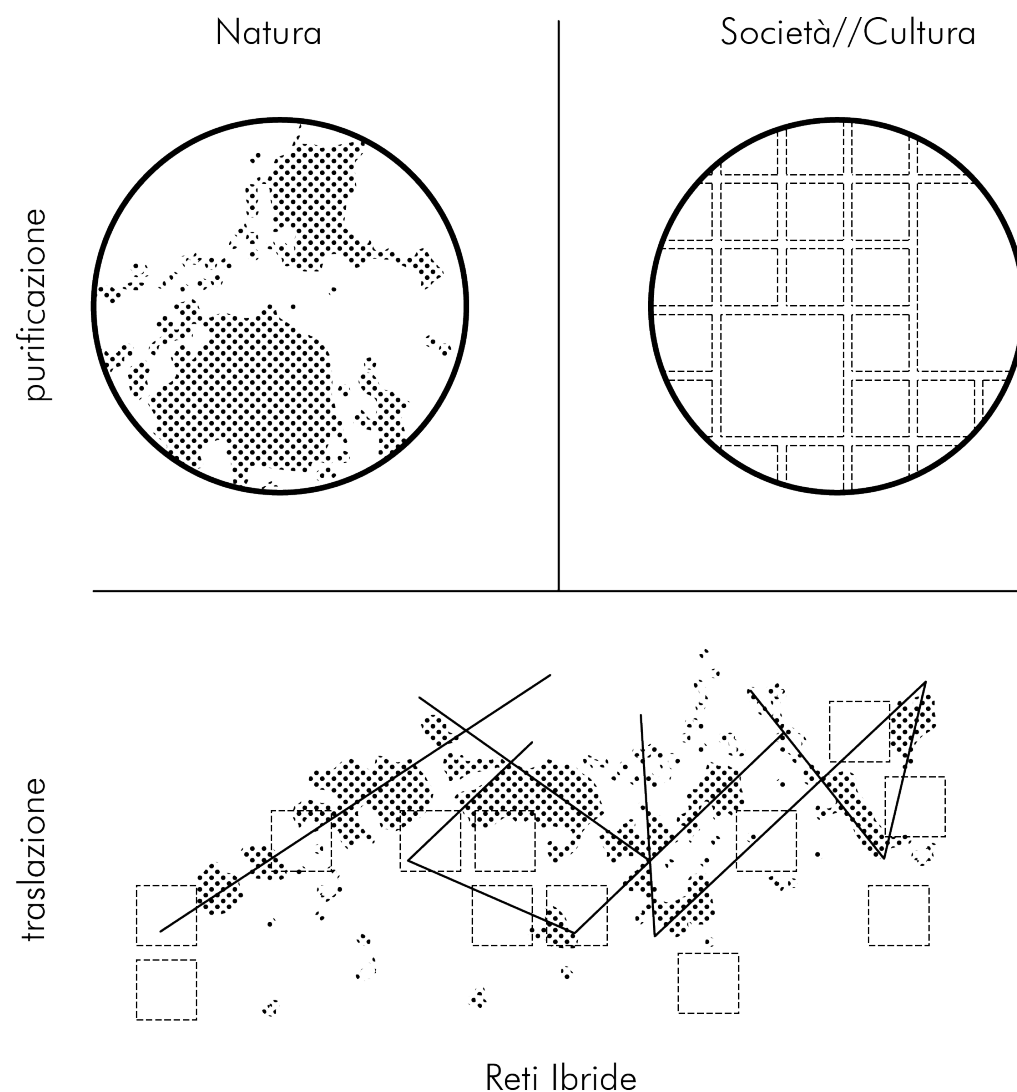 Natura
Società//Cultura
purificazione
traslazione
Reti Ibride